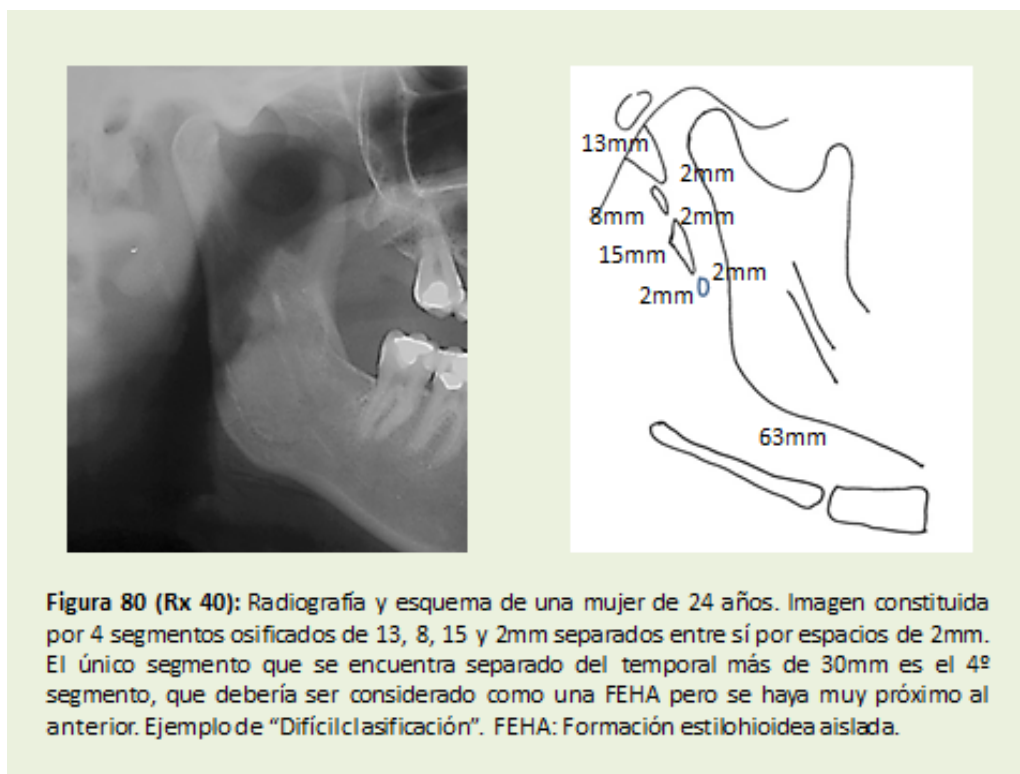 13mm
2mm
8mm 2mm
15mm
2mm
2mm
63mm
Figura 80 (Rx 40): Radiografía y esquema de una mujer de 24 años. Imagen constituida
por 4 segmentos osificados de 13, 8, 15 y 2mm separados entre sí por espacios de 2mm.
El único segmento que se encuentra separado del temporal más de 30mm es el 4º
segmento, que debería ser considerado como una FEHA pero se haya muy próximo al
anterior. Ejemplo de “Difícil clasificación”. FEHA: Formación estilohioidea aislada.